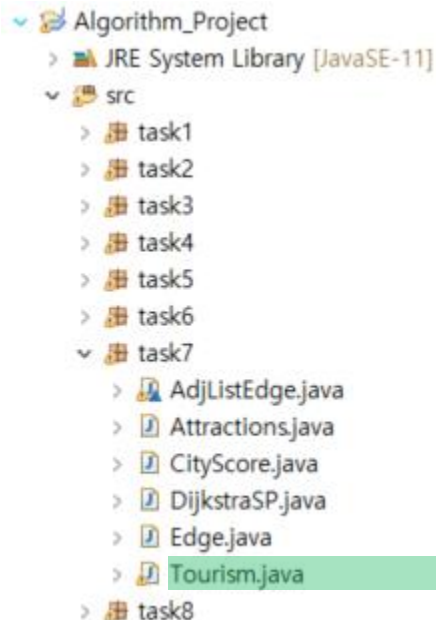 Algorithm_Project
JRE System Library [JavaSE-11]
src
task1
task2
task3
task4
task5
task6
task7
AdjListEdge.java
Attractions.java
CityScore.java
DijkstraSP.java
Edge.java
Tourism.java
task8